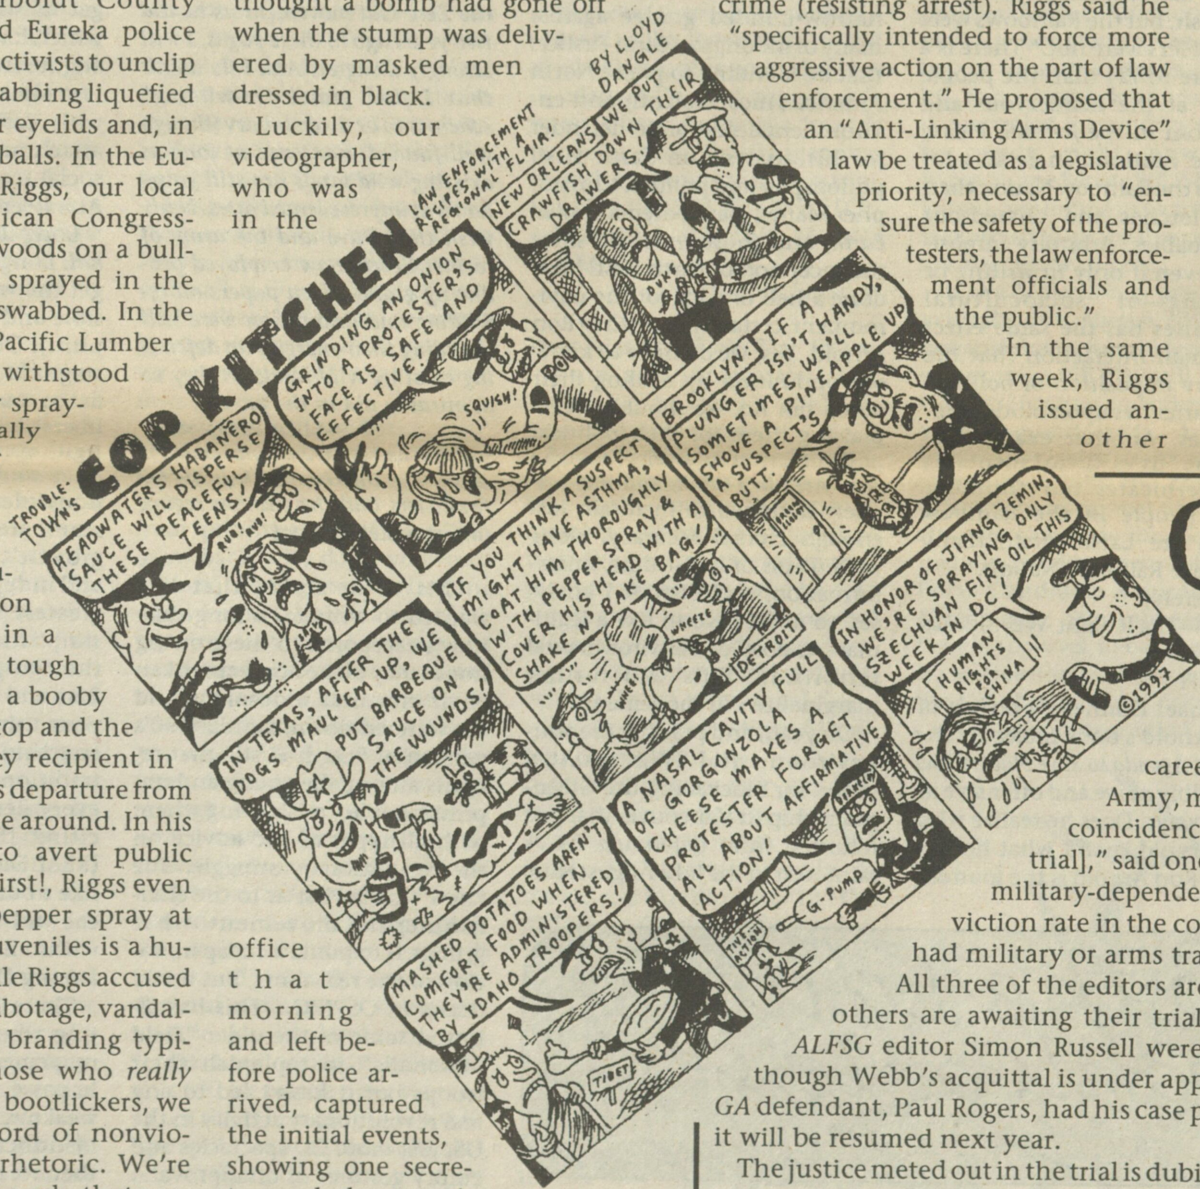 mboldt County
d Eureka police
ctivists to unclip
abbing liquefied
r eyelids and, in
balls. In the Eu-
Riggs, our local
ican Congress-
woods on a bull-
sprayed in the
swabbed. In the
Pacific Lumber
withstood
spray-
ally
thought a bomb had gone off
when the stump was deliv-
ered by masked men
dressed in black.
Luckily, our
videographer,
who was
in the
crime (resisting arrest). Riggs said he
“specifically intended to force more
aggressive action on the part of law
enforcement.” He proposed that
an “Anti-Linking Arms Device”
law be treated as a legislative
priority, necessary to “en-
sure the safety of the pro-
testers, the law enforce-
ment officials and
the public.”
In the same
week, Riggs
issued an-
other
TROUBLE-
TOWN'S
COP KITCHEN
LAW ENFORCEMENT
RECIPES WITH A
REGIONAL FLAIR!
BY LLOYD
DANGLE
HEADWATERS HABANERO
SAUCE WILL DISPERSE
THESE PEACEFUL
TEENS!
RUB! RUB!
GRINDING AN ONION
INTO A PROTESTER'S
FACE IS SAFE AND
EFFECTIVE!
SQUISH!
NEW ORLEANS
WE PUT
CRAWFISH DOWN THEIR
DRAWERS!
DUKE
IN TEXAS, AFTER THE
DOGS MAUL 'EM UP, WE
PUT BARBEQUE
SAUCE ON
THE WOUNDS!
IF YOU THINK A SUSPECT
MIGHT HAVE ASTHMA,
COAT HIM THOROUGHLY
WITH PEPPER SPRAY &
COVER HIS HEAD WITH A
SHAKE N' BAKE BAG!
WHEEZE
WHEEZE
DETROIT
BROOKLYN:
IF A
PLUNGER ISN'T HANDY,
SOMETIMES WE'LL
SHOVE A PINEAPPLE UP
A SUSPECT'S
BUTT.
MASHED POTATOES AREN'T
COMFORT FOOD WHEN
THEY'RE ADMINISTERED
BY IDAHO TROOPERS!
TIBET
A NASAL CAVITY FULL
OF GORGONZOLA
CHEESE MAKES A
PROTESTER FORGET
ALL ABOUT AFFIRMATIVE
ACTION!
BERKELEY
G-PUMP
IN HONOR OF JIANG ZEMIN,
WE'RE SPRAYING ONLY
SZECHUAN FIRE OIL THIS
WEEK IN DC!
HUMAN
RIGHTS
FOR
CHINA
©1997
u-
on
in a
tough
a booby
cop and the
ey recipient in
s departure from
e around. In his
to avert public
First!, Riggs even
pepper spray at
uveniles is a hu-
le Riggs accused
abotage, vandal-
branding typi-
hose who really
bootlickers, we
ord of nonvio-
rhetoric. We're
office
that
morning
and left be-
fore police ar-
rived, captured
the initial events,
showing one secre-
caree
Army, m
coincidenc
trial],” said one
military-depende
viction rate in the co
had military or arms tra
All three of the editors are
others are awaiting their trial
ALFSG editor Simon Russell were
though Webb's acquittal is under app
GA defendant, Paul Rogers, had his case p
it will be resumed next year.
The justice meted out in the trial is dubi